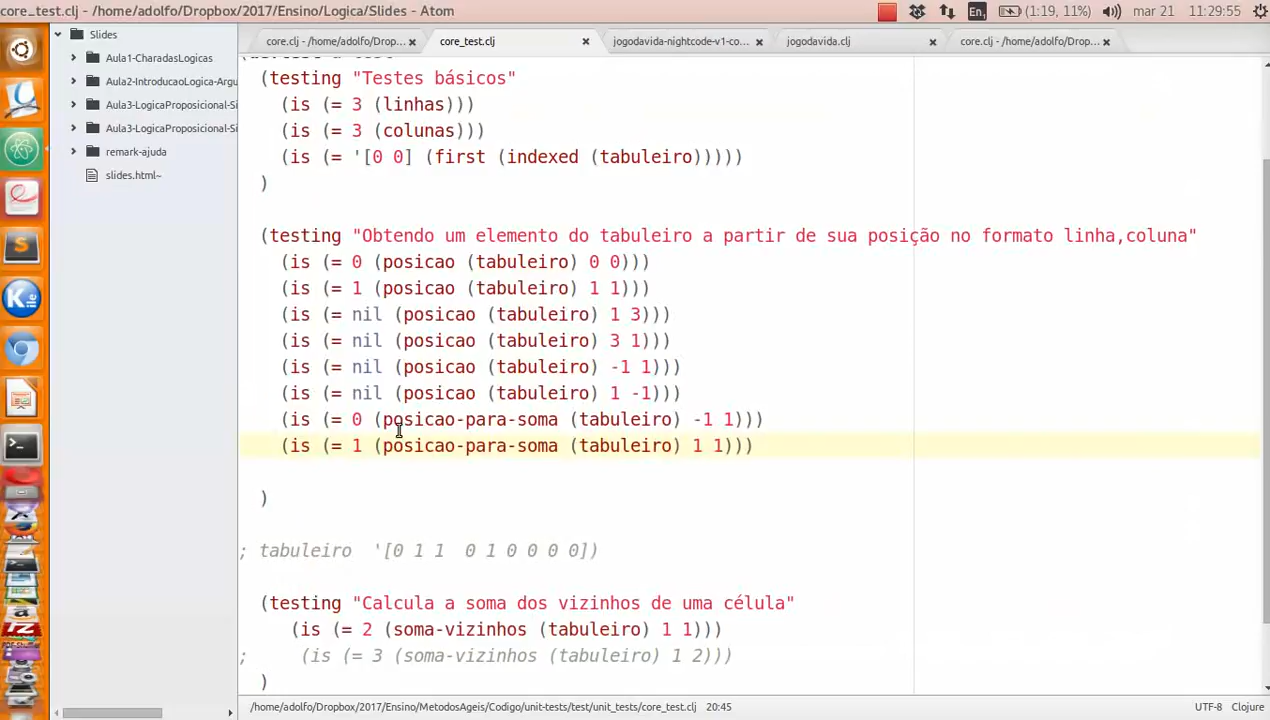 core_test.clj - /home/adolfo/Dropbox/2017/Ensino/Logica/Slides - Atom
En1 (1:19, 11%) mar 21 11:29:55
Slides
Aula1-CharadasLogicas
Aula2-IntroducaoLogica-Argu
Aula3-LogicaProposicional-Si
Aula3-LogicaProposicional-Si
remark-ajuda
slides.html~
core.clj - /home/adolfo/Drop... core_test.clj jogodavida-nightcode-v1-co... jogodavida.clj core.clj - /home/adolfo/Drop...
(testing "Testes básicos"
(is (= 3 (linhas)))
(is (= 3 (colunas)))
(is (= '[0 0] (first (indexed (tabuleiro)))))
)
(testing "Obtendo um elemento do tabuleiro a partir de sua posição no formato linha,coluna"
(is (= 0 (posicao (tabuleiro) 0 0)))
(is (= 1 (posicao (tabuleiro) 1 1)))
(is (= nil (posicao (tabuleiro) 1 3)))
(is (= nil (posicao (tabuleiro) 3 1)))
(is (= nil (posicao (tabuleiro) -1 1)))
(is (= nil (posicao (tabuleiro) 1 -1)))
(is (= 0 (posicao-para-soma (tabuleiro) -1 1)))
(is (= 1 (posicao-para-soma (tabuleiro) 1 1)))
)
; tabuleiro '[0 1 1 0 1 0 0 0 0])
(testing "Calcula a soma dos vizinhos de uma célula"
(is (= 2 (soma-vizinhos (tabuleiro) 1 1)))
; (is (= 3 (soma-vizinhos (tabuleiro) 1 2)))
)
/home/adolfo/Dropbox/2017/Ensino/MetodosAgeis/Codigo/unit-tests/test/unit_tests/core_test.clj 20:45 UTF-8 Clojure